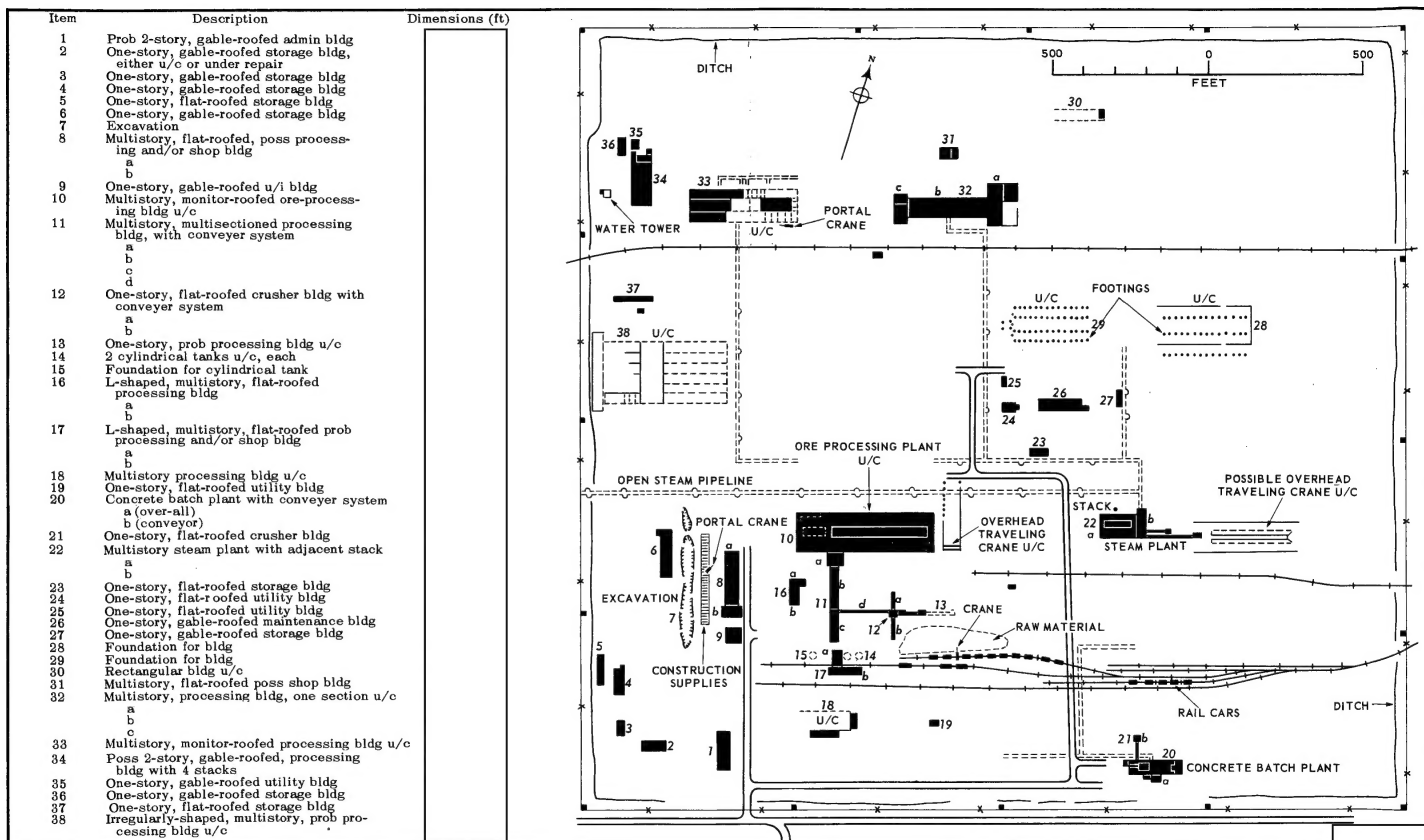 Item Description Dimensions (ft)
1 Prob 2-story, gable-roofed admin bldg
2 One-story, gable-roofed storage bldg,
either u/c or under repair
3 One-story, gable-roofed storage bldg
4 One-story, gable-roofed storage bldg
5 One-story, flat-roofed storage bldg
6 One-story, gable-roofed storage bldg
7 Excavation
8 Multistory, flat-roofed, poss process-
ing and/or shop bldg
a
b
9 One-story, gable-roofed u/i bldg
10 Multistory, monitor-roofed ore-process-
ing bldg u/c
11 Multistory, multisectioned processing
bldg, with conveyer system
a
b
c
d
12 One-story, flat-roofed crusher bldg with
conveyer system
a
b
13 One-story, prob processing bldg u/c
14 2 cylindrical tanks u/c, each
15 Foundation for cylindrical tank
16 L-shaped, multistory, flat-roofed
processing bldg
a
b
17 L-shaped, multistory, flat-roofed prob
processing and/or shop bldg
a
b
18 Multistory processing bldg u/c
19 One-story, flat-roofed utility bldg
20 Concrete batch plant with conveyer system
a (over-all)
b (conveyor)
21 One-story, flat-roofed crusher bldg
22 Multistory steam plant with adjacent stack
a
b
23 One-story, flat-roofed storage bldg
24 One-story, flat-roofed utility bldg
25 One-story, flat-roofed utility bldg
26 One-story, gable-roofed maintenance bldg
27 One-story, gable-roofed storage bldg
28 Foundation for bldg
29 Foundation for bldg
30 Rectangular bldg u/c
31 Multistory, flat-roofed poss shop bldg
32 Multistory, processing bldg, one section u/c
a
b
c
33 Multistory, monitor-roofed processing bldg u/c
34 Poss 2-story, gable-roofed, processing
bldg with 4 stacks
35 One-story, gable-roofed utility bldg
36 One-story, gable-roofed storage bldg
37 One-story, flat-roofed storage bldg
38 Irregularly-shaped, multistory, prob pro-
cessing bldg u/c
DITCH
N
500 0 500
FEET
30
36
35
34
31
33
c
b
32
a
WATER TOWER
U/C
PORTAL
CRANE
37
38 U/C
U/C
FOOTINGS
U/C
29
28
25
26
27
24
23
ORE PROCESSING PLANT
U/C
OPEN STEAM PIPELINE
POSSIBLE OVERHEAD
TRAVELING CRANE U/C
STACK
22
b
a
STEAM PLANT
PORTAL CRANE
10
OVERHEAD
TRAVELING
CRANE U/C
6
a
8
b
9
EXCAVATION
7
a
16
b
a
b
11
c
d
a
12
b
13
CRANE
RAW MATERIAL
5
4
CONSTRUCTION
SUPPLIES
15
a
14
17
b
RAIL CARS
DITCH
3
2
1
18
U/C
19
21
b
20
a
CONCRETE BATCH PLANT